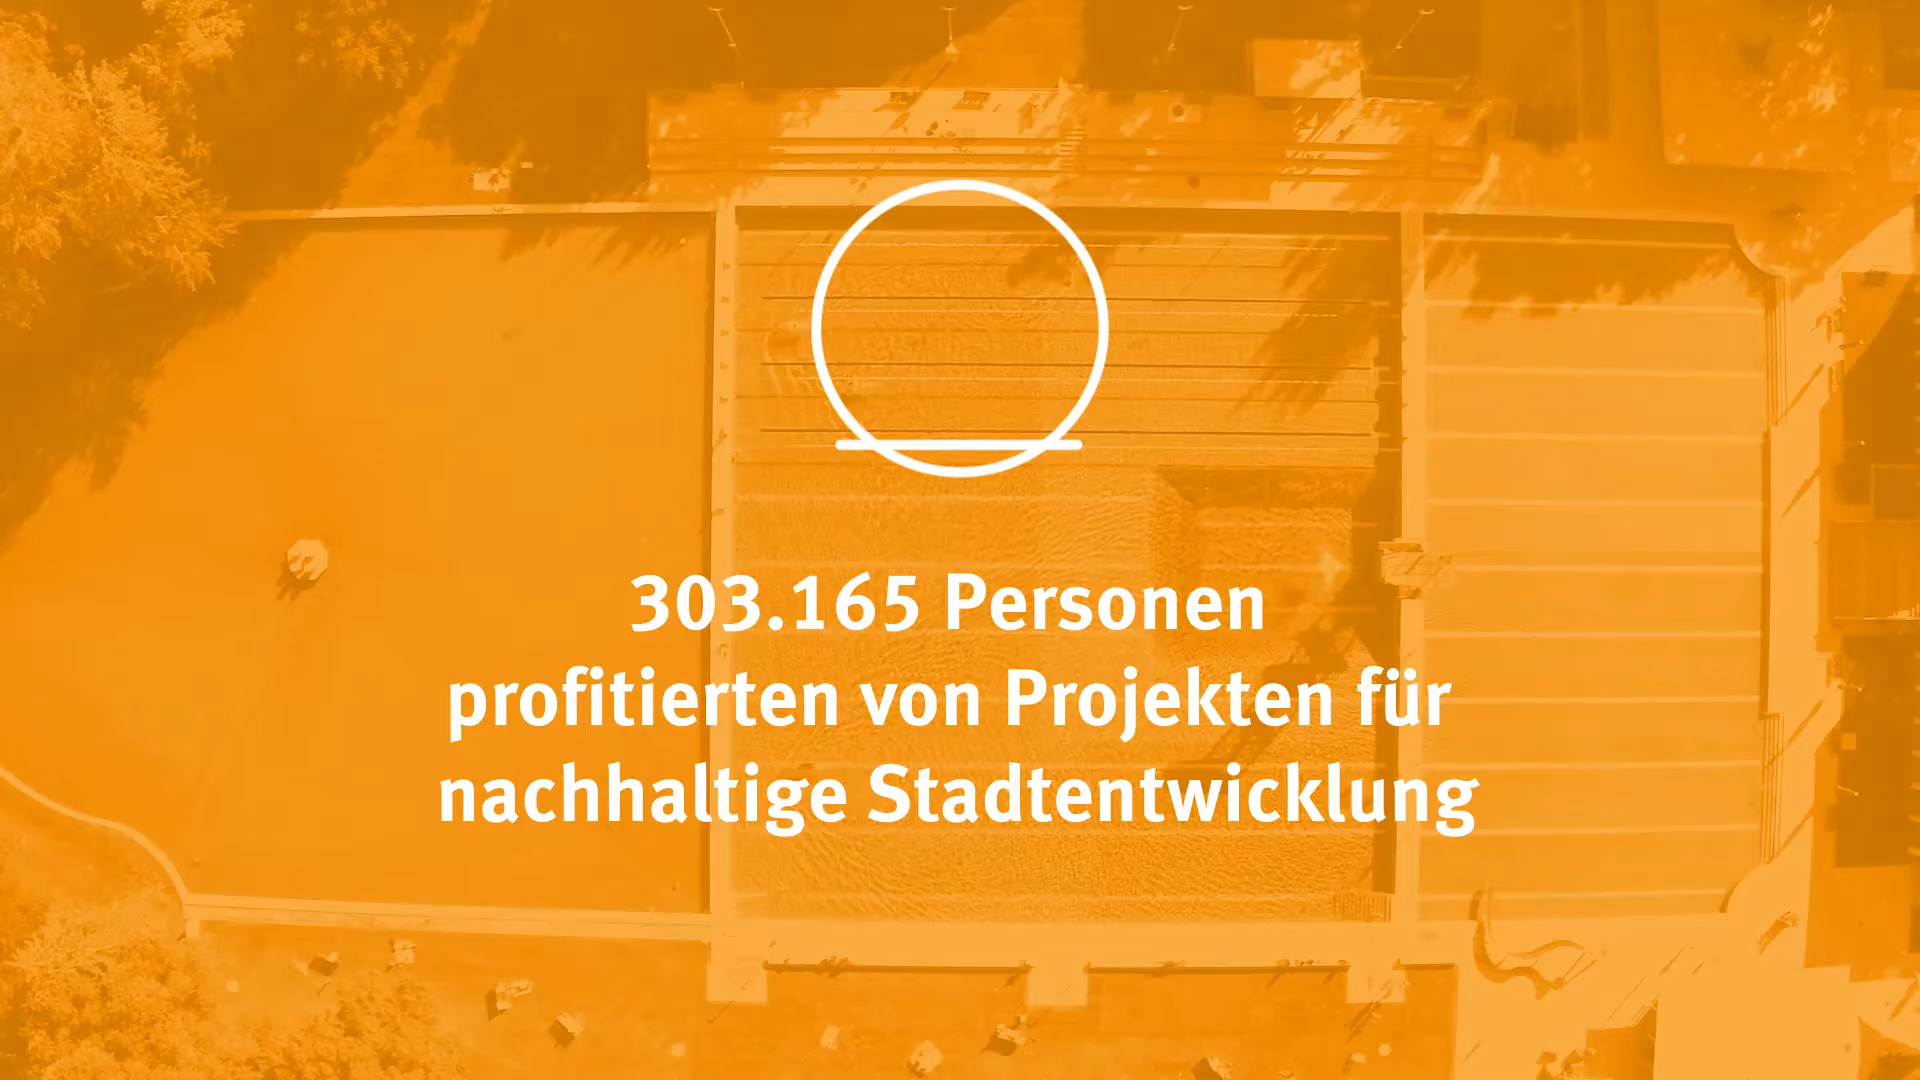 303.165 Personen
profitierten von Projekten für
nachhaltige Stadtentwicklung